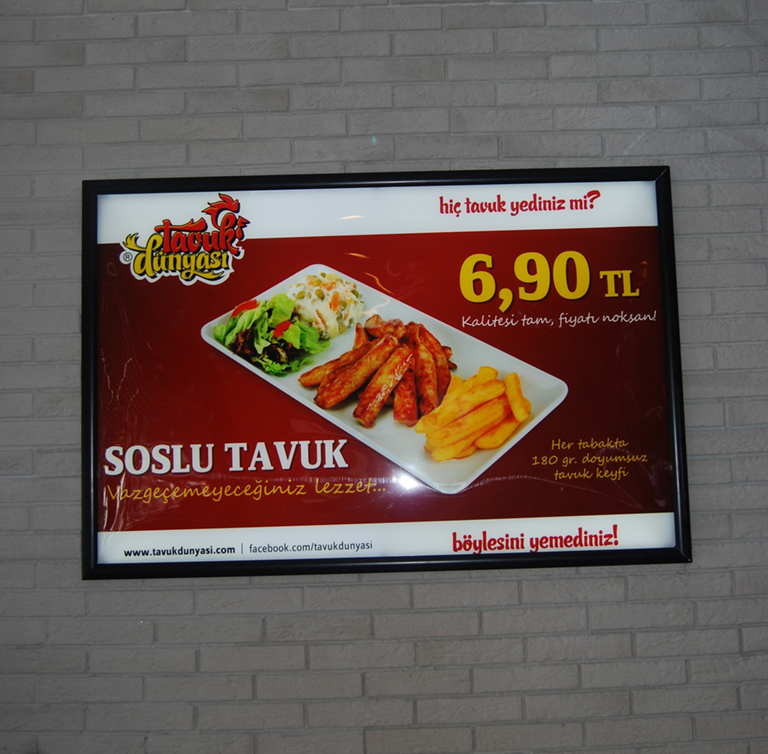 hiç tavuk yediniz mi?
tavuk
dünyası
®
6,90 TL
Kalitesi tam, fiyatı noksan!
SOSLU TAVUK
Vazgeçemeyeceğiniz lezzet...
Her tabakta
180 gr. doyumsuz
tavuk keyfi
www.tavukdunyasi.com | facebook.com/tavukdunyasi
böylesini yemediniz!